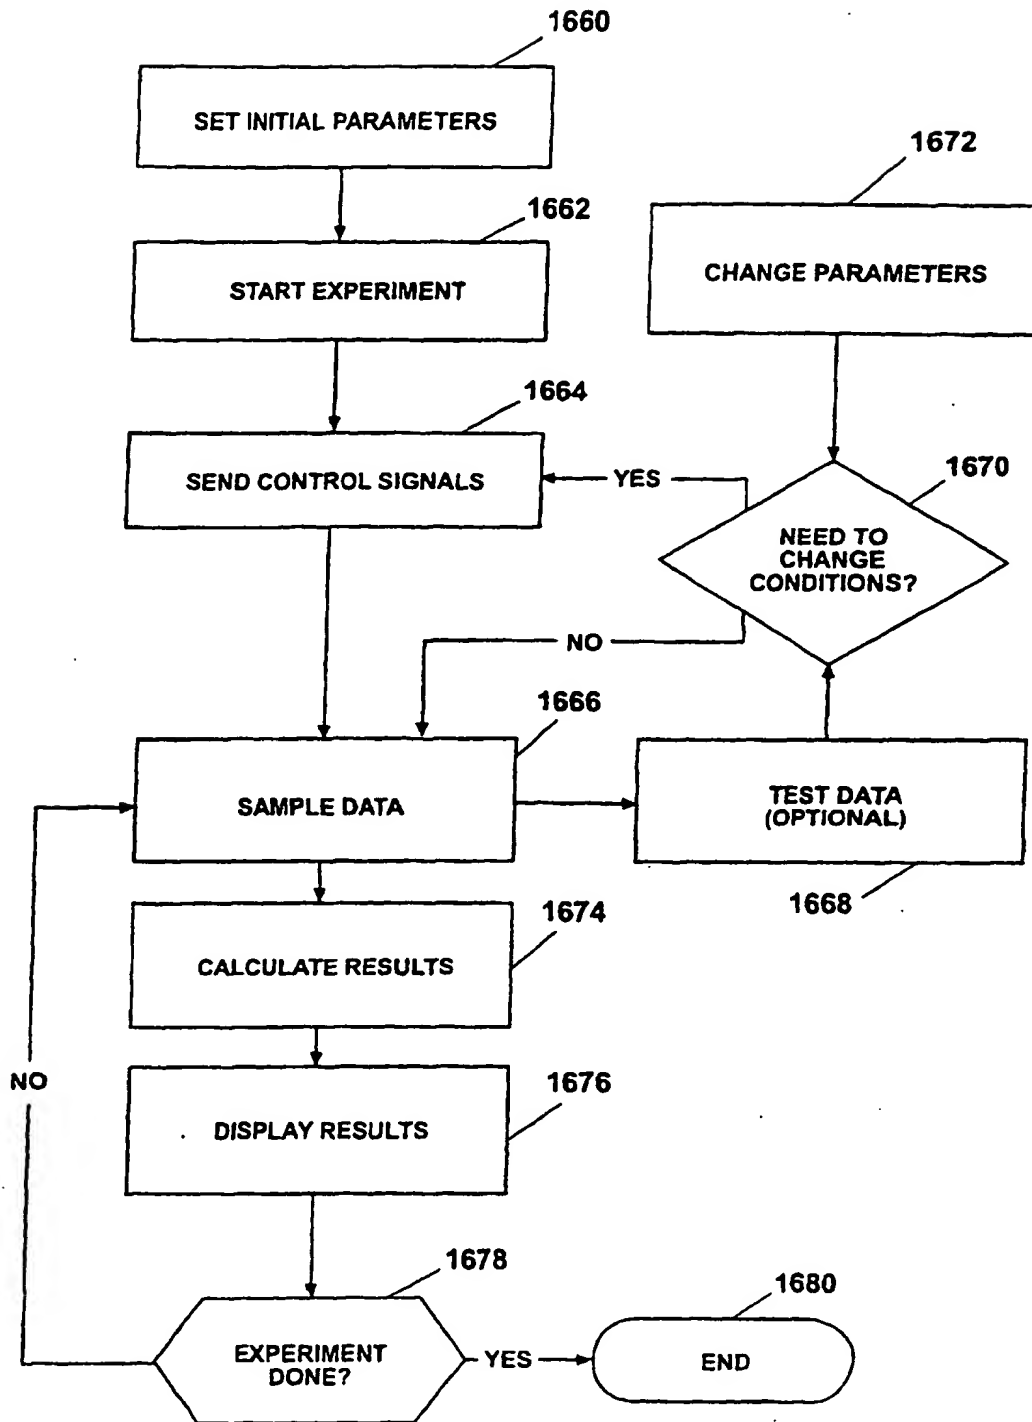 1660
SET INITIAL PARAMETERS
1672
1662
START EXPERIMENT
CHANGE PARAMETERS
1664
SEND CONTROL SIGNALS
YES
1670
NEED TO
CHANGE
CONDITIONS?
NO
1666
SAMPLE DATA
TEST DATA
(OPTIONAL)
1668
1674
CALCULATE RESULTS
NO
1676
DISPLAY RESULTS
1678
EXPERIMENT
DONE?
YES
1680
END